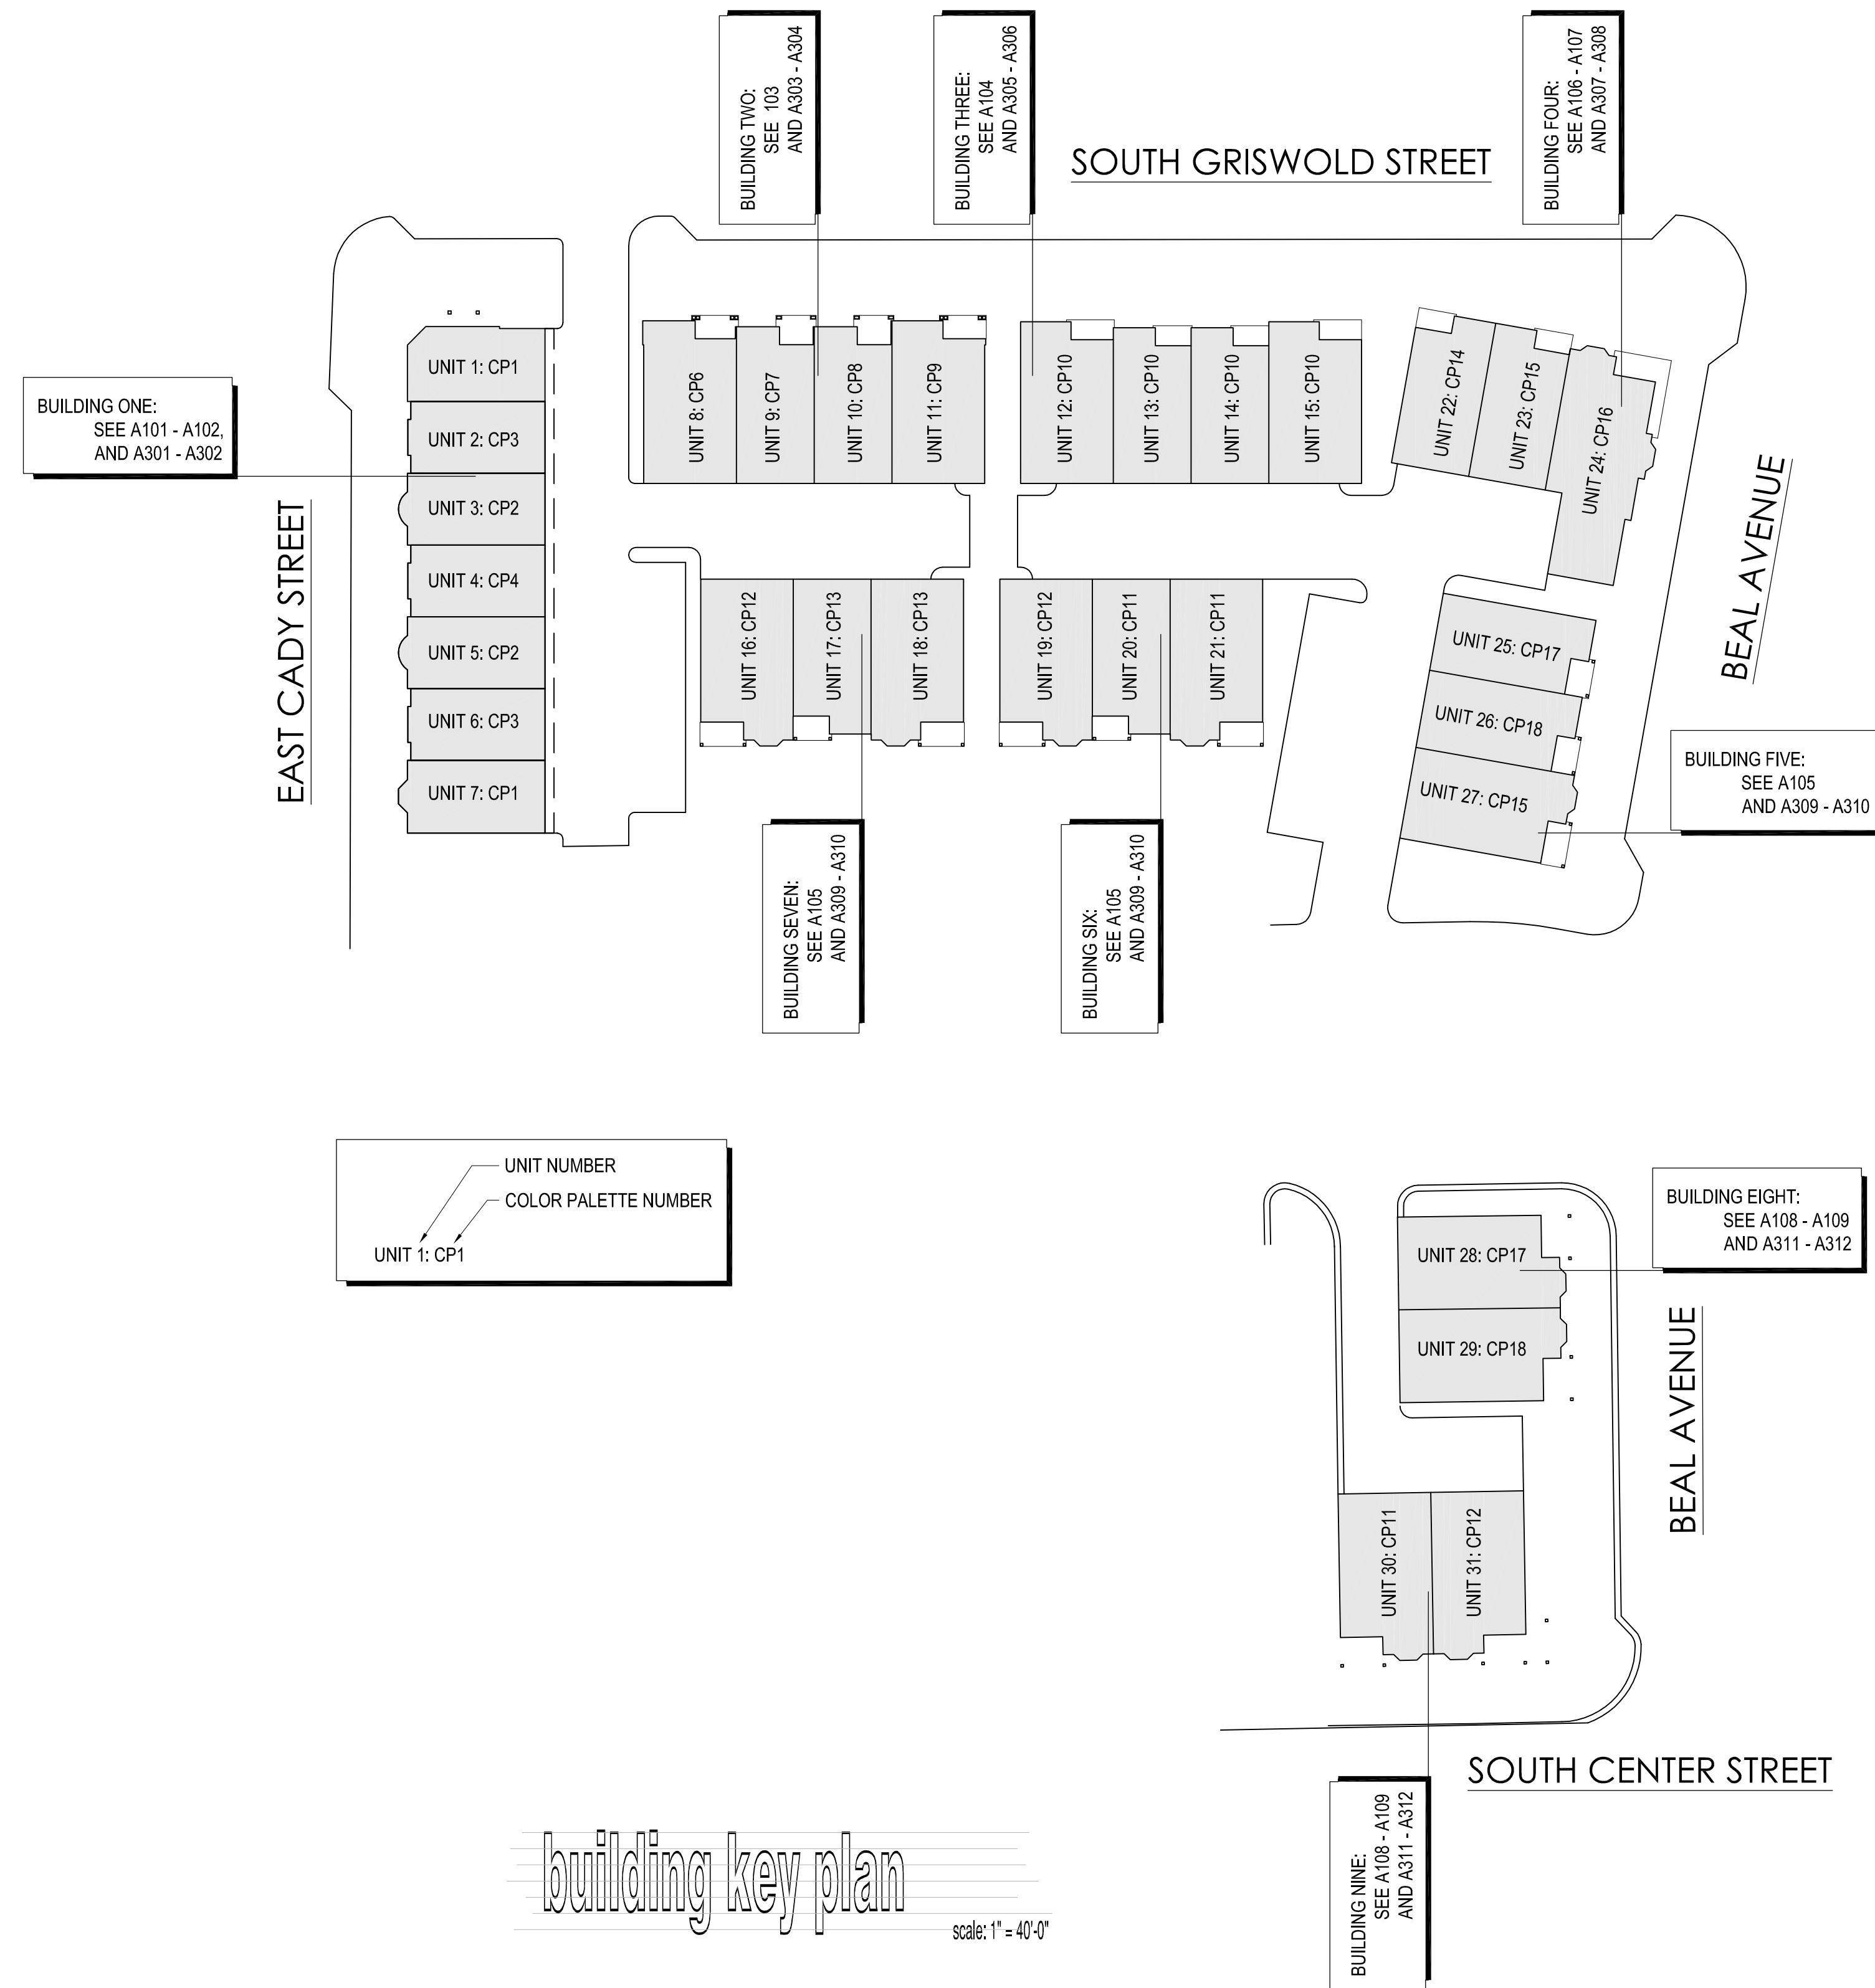 BUILDING TWO:
SEE 103
AND A303 - A304
BUILDING THREE:
SEE A104
AND A305 - A306
BUILDING FOUR:
SEE A106 - A107
AND A307 - A308
SOUTH GRISWOLD STREET
BUILDING ONE:
SEE A101 - A102,
AND A301 - A302
EAST CADY STREET
UNIT 1: CP1
UNIT 2: CP3
UNIT 3: CP2
UNIT 4: CP4
UNIT 5: CP2
UNIT 6: CP3
UNIT 7: CP1
UNIT 8: CP6
UNIT 9: CP7
UNIT 10: CP8
UNIT 11: CP9
UNIT 12: CP10
UNIT 13: CP10
UNIT 14: CP10
UNIT 15: CP10
UNIT 22: CP14
UNIT 23: CP15
UNIT 24: CP16
BEAL AVENUE
UNIT 16: CP12
UNIT 17: CP13
UNIT 18: CP13
UNIT 19: CP12
UNIT 20: CP11
UNIT 21: CP11
UNIT 25: CP17
UNIT 26: CP18
UNIT 27: CP15
BUILDING FIVE:
SEE A105
AND A309 - A310
BUILDING SEVEN:
SEE A105
AND A309 - A310
BUILDING SIX:
SEE A105
AND A309 - A310
UNIT NUMBER
COLOR PALETTE NUMBER
UNIT 1: CP1
BUILDING EIGHT:
SEE A108 - A109
AND A311 - A312
UNIT 28: CP17
UNIT 29: CP18
BEAL AVENUE
UNIT 30: CP11
UNIT 31: CP12
SOUTH CENTER STREET
BUILDING NINE:
SEE A108 - A109
AND A311 - A312
building key plan
scale: 1" = 40'-0"